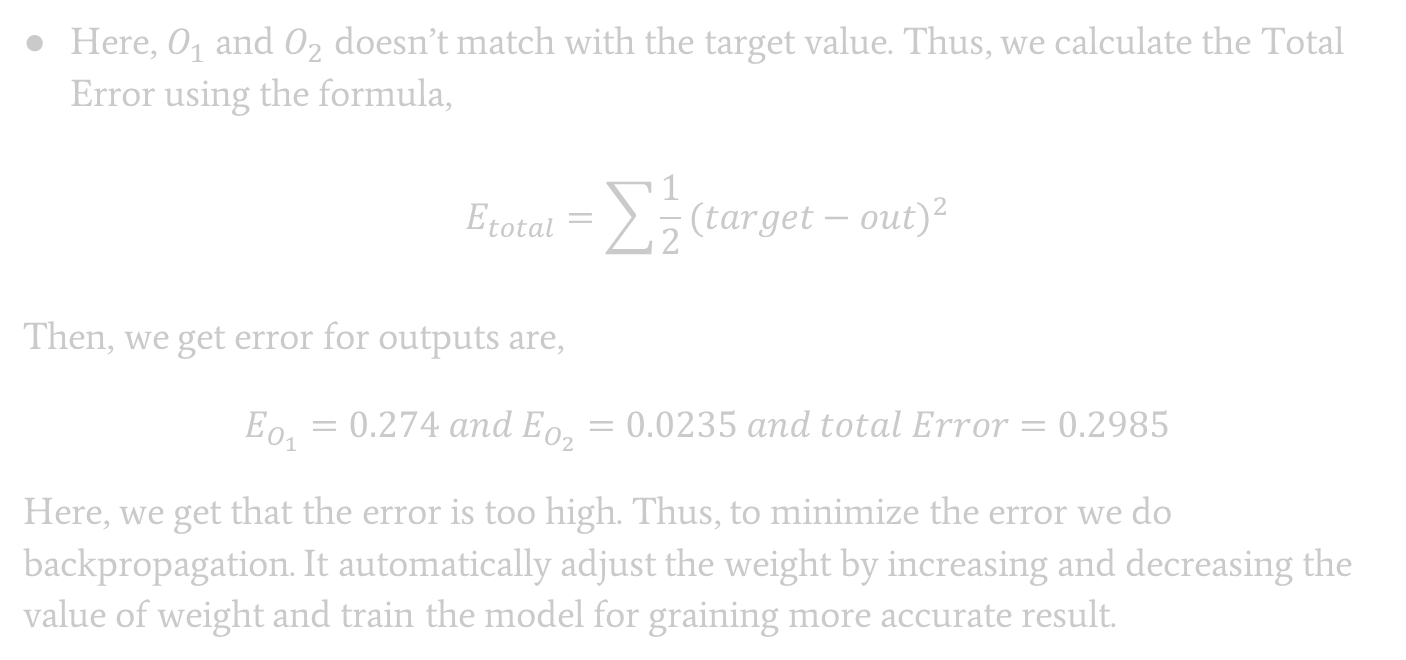 ● Here, O₁ and O₂ doesn’t match with the target value. Thus, we calculate the Total
Error using the formula,
E_total = ∑ 1/2 (target − out)²
Then, we get error for outputs are,
E_O₁ = 0.274 and E_O₂ = 0.0235 and total Error = 0.2985
Here, we get that the error is too high. Thus, to minimize the error we do
backpropagation. It automatically adjust the weight by increasing and decreasing the
value of weight and train the model for graining more accurate result.